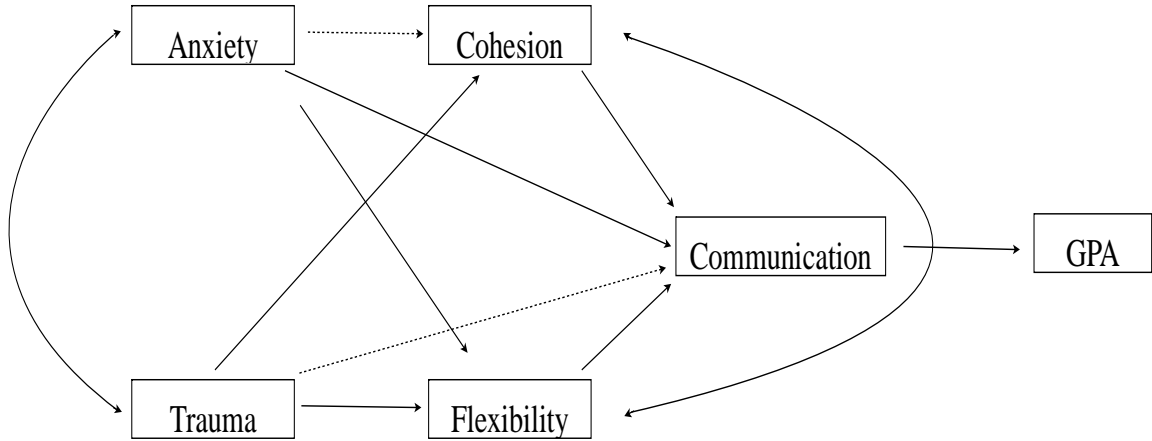 Anxiety
Cohesion
Communication
GPA
Trauma
Flexibility